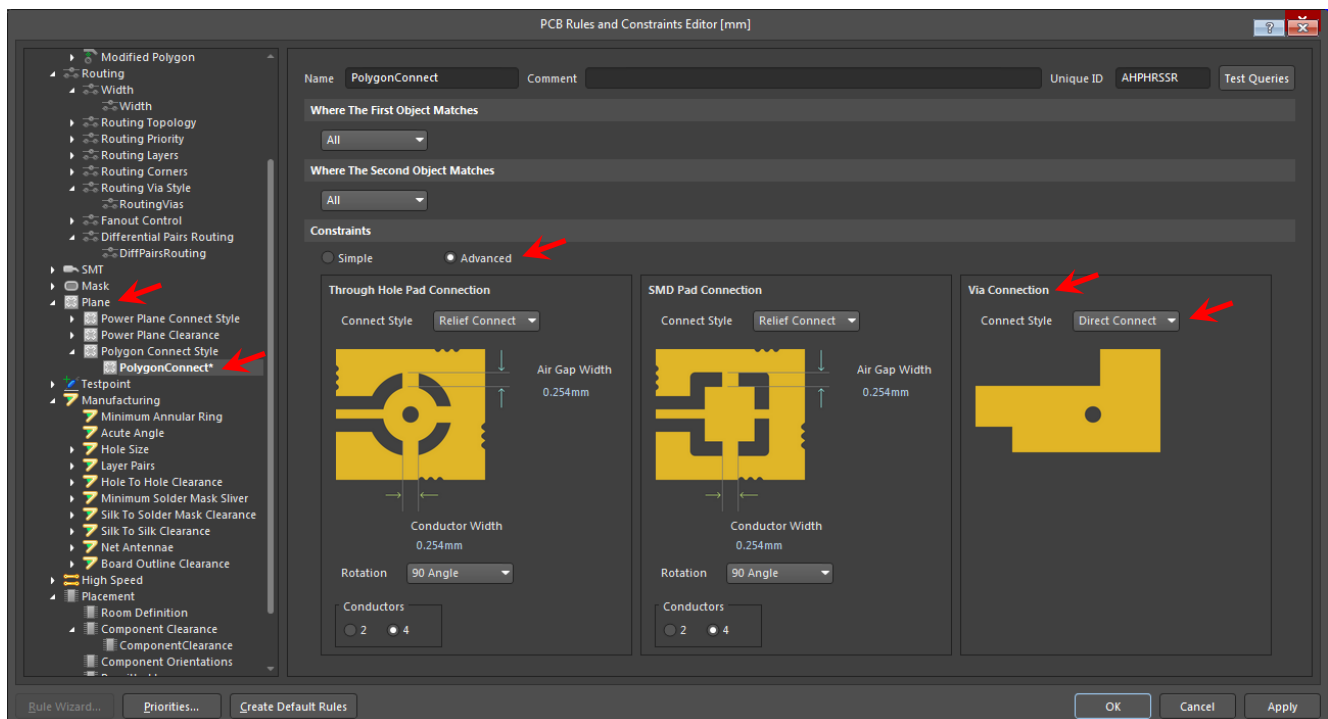 PCB Rules and Constraints Editor [mm]
?
Modified Polygon
Routing
Width
Width
Routing Topology
Routing Priority
Routing Layers
Routing Corners
Routing Via Style
RoutingVias
Fanout Control
Differential Pairs Routing
DiffPairsRouting
SMT
Mask
Plane
Power Plane Connect Style
Power Plane Clearance
Polygon Connect Style
PolygonConnect*
Testpoint
Manufacturing
Minimum Annular Ring
Acute Angle
Hole Size
Layer Pairs
Hole To Hole Clearance
Minimum Solder Mask Sliver
Silk To Solder Mask Clearance
Silk To Silk Clearance
Net Antennae
Board Outline Clearance
High Speed
Placement
Room Definition
Component Clearance
ComponentClearance
Component Orientations
Name PolygonConnect Comment Unique ID AHPHRSSR Test Queries
Where The First Object Matches
All
Where The Second Object Matches
All
Constraints
Simple Advanced
Through Hole Pad Connection
Connect Style Relief Connect
Air Gap Width
0.254mm
Conductor Width
0.254mm
Rotation 90 Angle
Conductors
2 4
SMD Pad Connection
Connect Style Relief Connect
Air Gap Width
0.254mm
Conductor Width
0.254mm
Rotation 90 Angle
Conductors
2 4
Via Connection
Connect Style Direct Connect
Rule Wizard... Priorities... Create Default Rules OK Cancel Apply